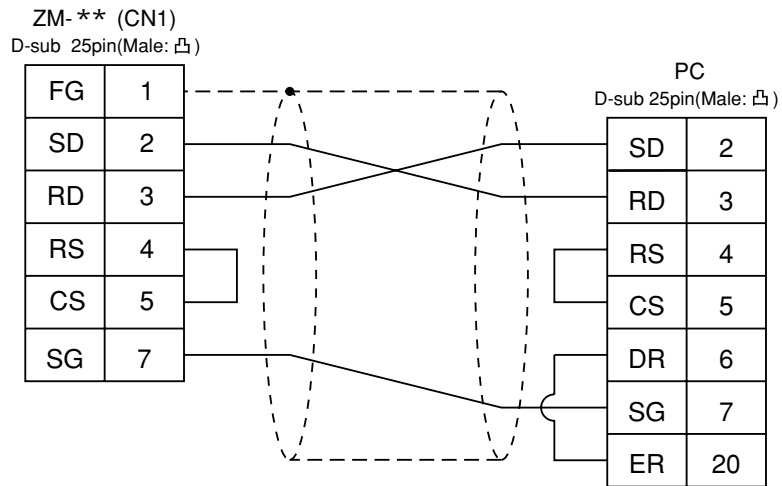 ZM-** (CN1)
D-sub 25pin(Male: 凸)
FG 1
SD 2
RD 3
RS 4
CS 5
SG 7
PC
D-sub 25pin(Male: 凸)
SD 2
RD 3
RS 4
CS 5
DR 6
SG 7
ER 20